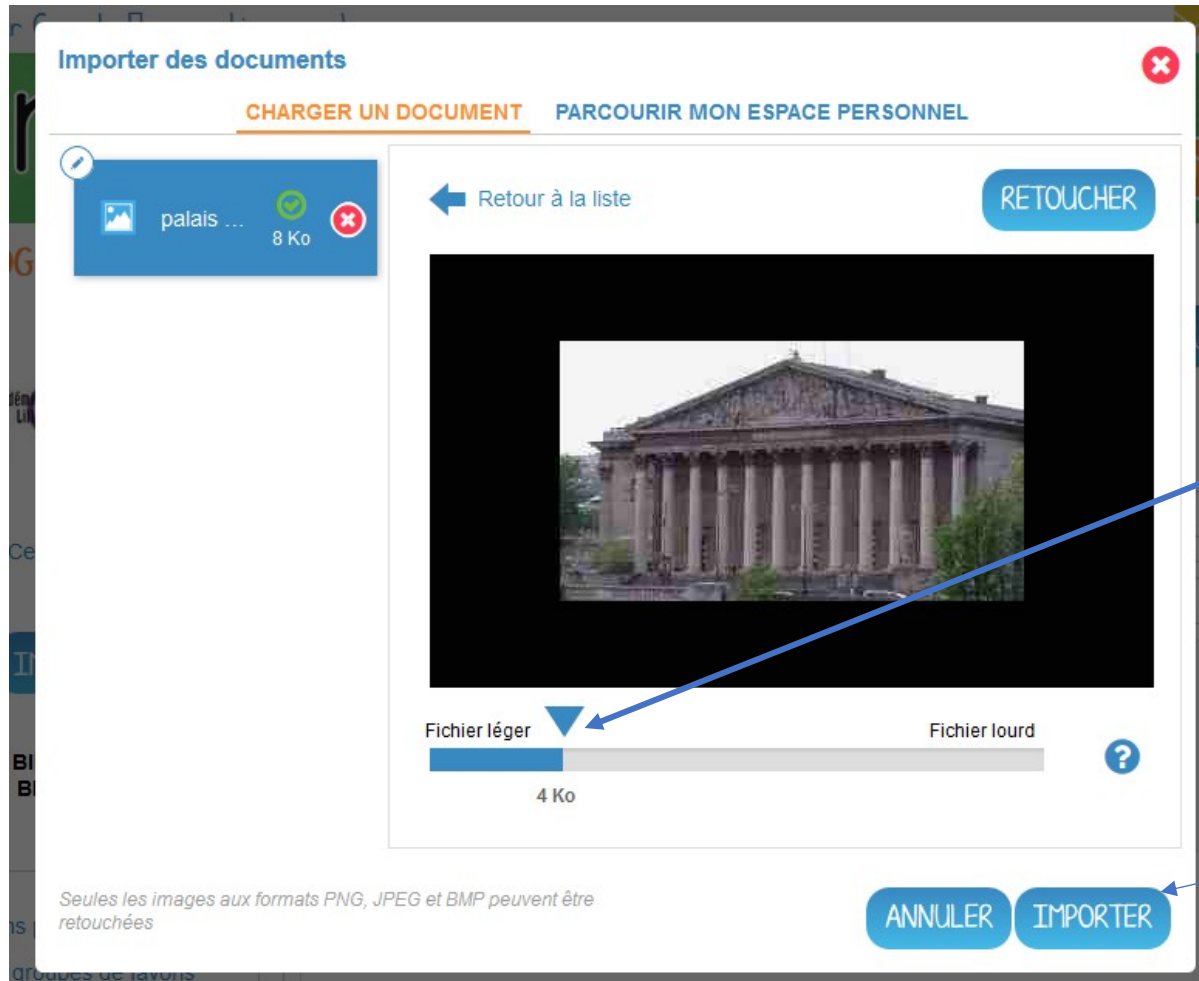 Importer des documents
CHARGER UN DOCUMENT PARCOURIR MON ESPACE PERSONNEL
palais ...
8 Ko
Retour à la liste
RETOUCHER
Fichier léger
Fichier lourd
4 Ko
?
Seules les images aux formats PNG, JPEG et BMP peuvent être
retouchées
ANNULER
IMPORTER